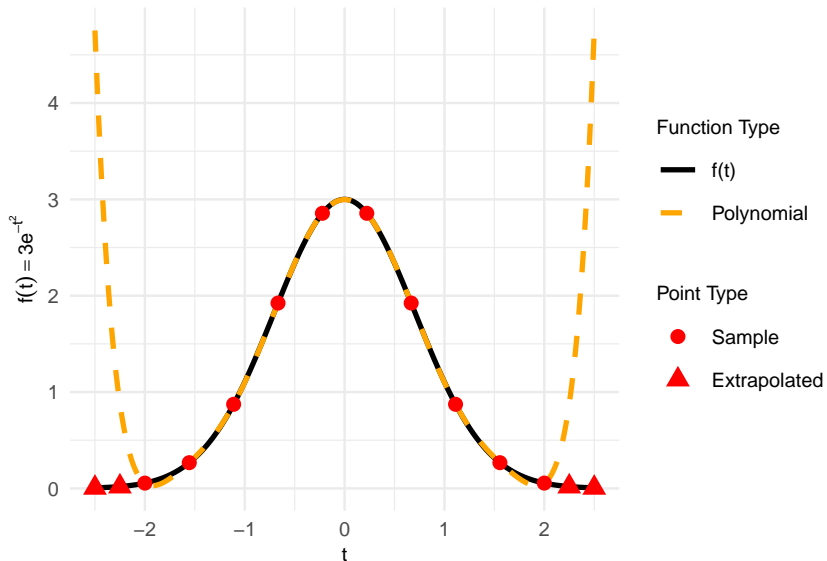 f(t) = 3e^{-t^2}
4
3
2
1
0
−2
−1
0
1
2
t
Function Type
f(t)
Polynomial
Point Type
Sample
Extrapolated